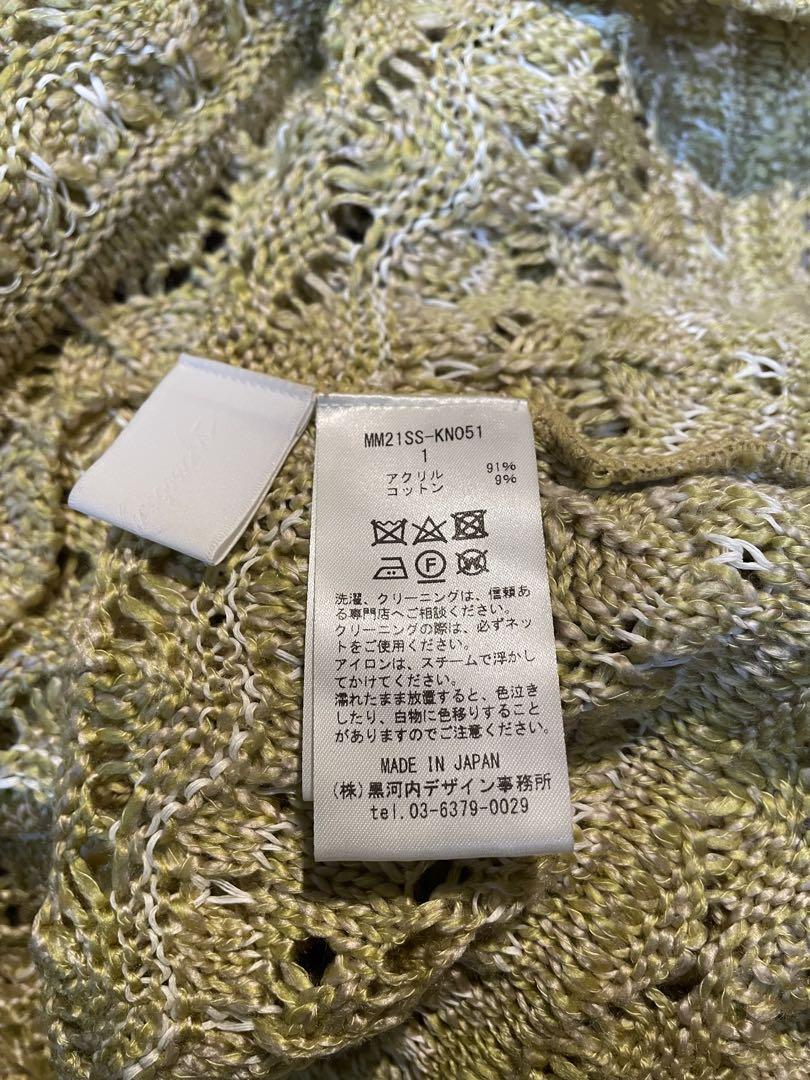 MM21SS-KN051
1
アクリル 91%
コットン 9%
F
W
洗濯、クリーニングは、信頼あ
る専門店へご相談ください。
クリーニングの際は、必ずネッ
トをご使用ください。
アイロンは、スチームで浮かし
てかけてください。
濡れたまま放置すると、色泣き
したり、白物に色移りすること
がありますのでご注意ください。
MADE IN JAPAN
(株)黒河内デザイン事務所
tel.03-6379-0029